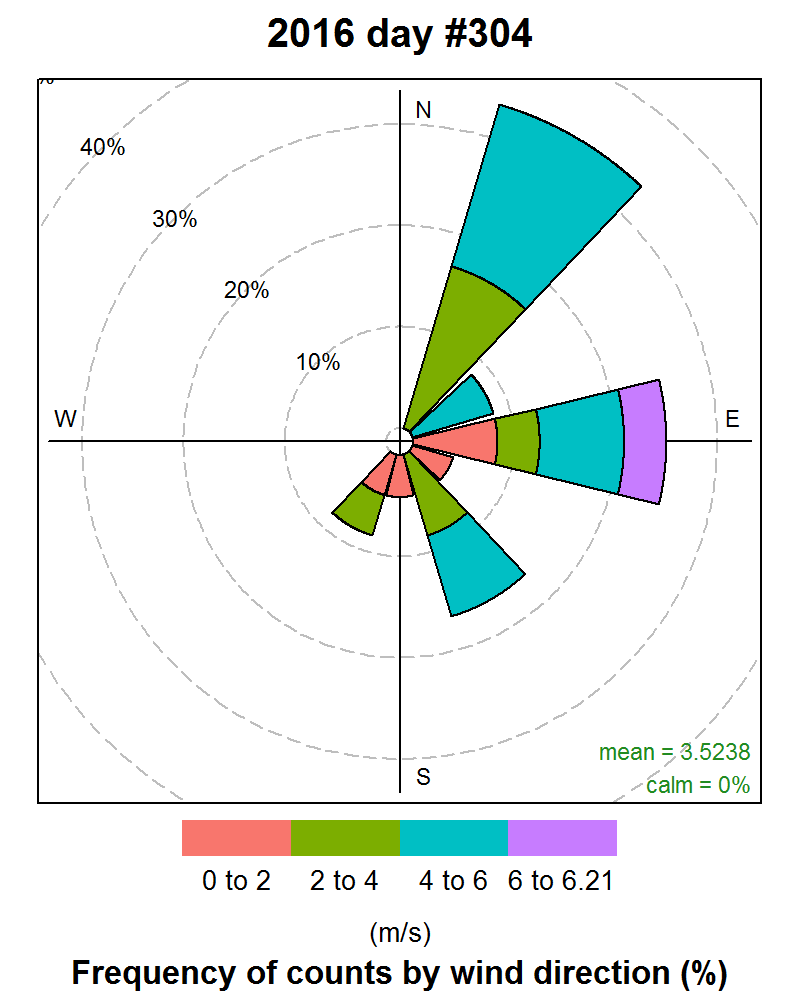 2016 day #304
N
40%
30%
20%
10%
W
E
S
mean = 3.5238
calm = 0%
0 to 2
2 to 4
4 to 6
6 to 6.21
(m/s)
Frequency of counts by wind direction (%)